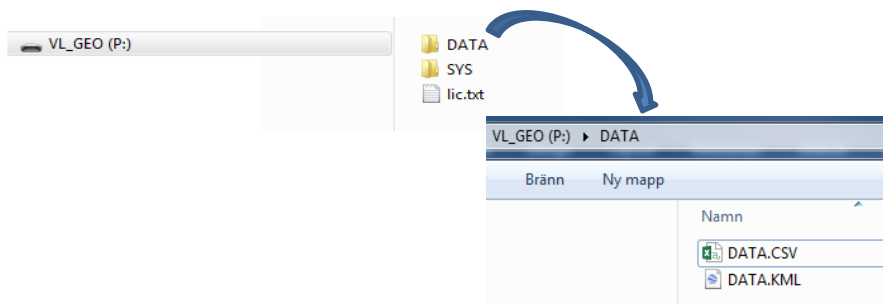 VL_GEO (P:)
DATA
SYS
lic.txt
VL_GEO (P:) ▸ DATA
Bränn Ny mapp
Namn
DATA.CSV
DATA.KML